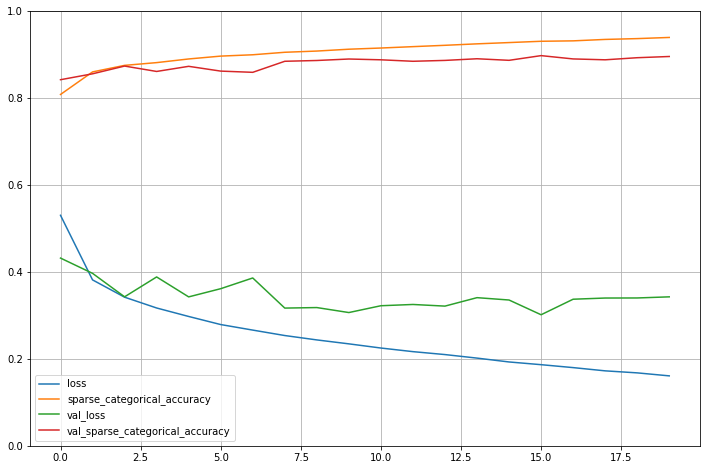 1.0
0.8
0.6
0.4
0.2
0.0
loss
sparse_categorical_accuracy
val_loss
val_sparse_categorical_accuracy
0.0 2.5 5.0 7.5 10.0 12.5 15.0 17.5